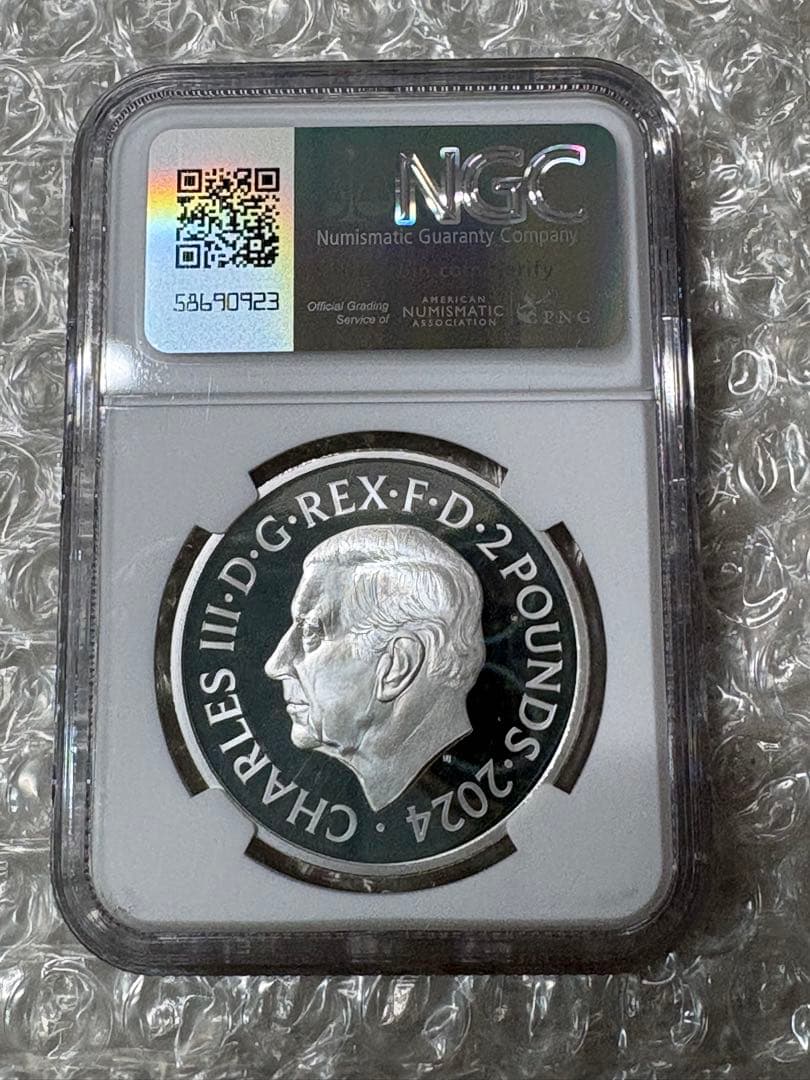 NGC
Numismatic Guaranty Company
58690923
Official Grading
Service of
AMERICAN
NUMISMATIC
ASSOCIATION
PNG
CHARLES III·D·G·REX·F·D·2 POUNDS·2024·